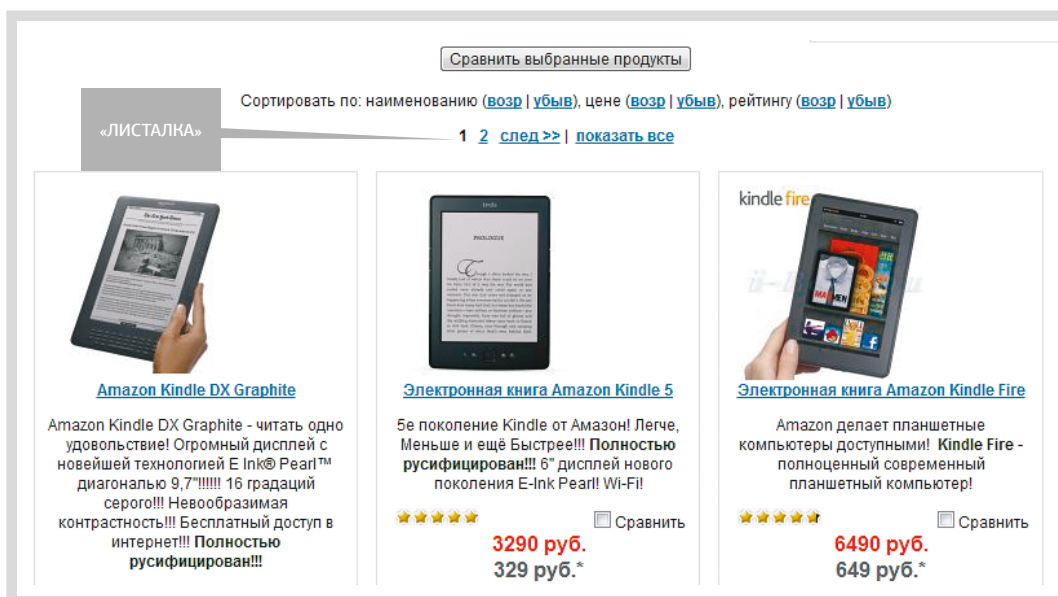 Сравнить выбранные продукты
Сортировать по: наименованию (возр | убыв), цене (возр | убыв), рейтингу (возр | убыв)
«ЛИСТАЛКА»
1 2 след >> | показать все
kindle fire
kindle
PROLOGUE
Amazon Kindle DX Graphite
Amazon Kindle DX Graphite - читать одно
удовольствие! Огромный дисплей с
новейшей технологией E Ink® Pearl™
диагональю 9,7"!!!!!! 16 градаций
серого!!! Невообразимая
контрастность!!! Бесплатный доступ в
интернет!!! Полностью
русифицирован!!!
Электронная книга Amazon Kindle 5
5е поколение Kindle от Амазон! Легче,
Меньше и ещё Быстрее!!! Полностью
русифицирован!!! 6" дисплей нового
поколения E-Ink Pearl! Wi-Fi!
Сравнить
3290 руб.
329 руб.*
Электронная книга Amazon Kindle Fire
Amazon делает планшетные
компьютеры доступными! Kindle Fire -
полноценный современный
планшетный компьютер!
Сравнить
6490 руб.
649 руб.*